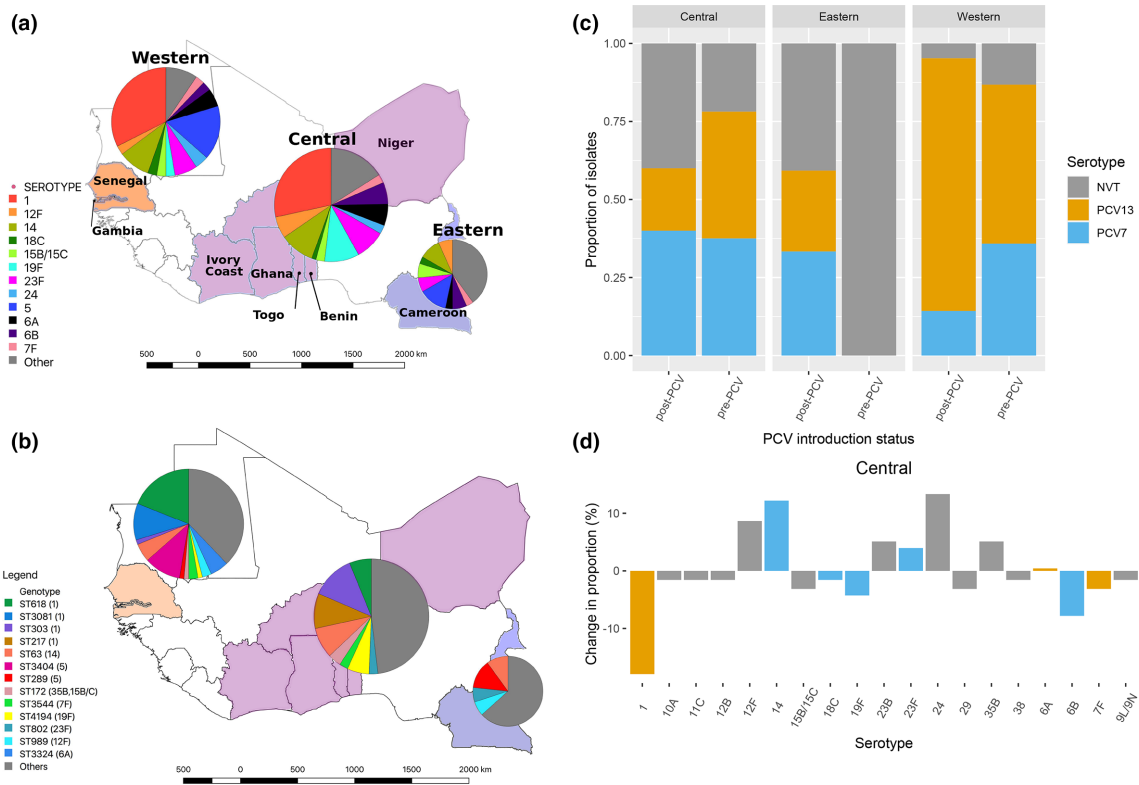 (a)
Western
Central
Niger
Senegal
Gambia
Ivory
Coast
Ghana
Togo
Benin
Eastern
Cameroon
SEROTYPE
1
12F
14
18C
15B/15C
19F
23F
24
5
6A
6B
7F
Other
500 0 500 1000 1500 2000 km
(b)
Legend
Genotype
ST618 (1)
ST3081 (1)
ST303 (1)
ST217 (1)
ST63 (14)
ST3404 (5)
ST289 (5)
ST172 (35B,15B/C)
ST3544 (7F)
ST4194 (19F)
ST802 (23F)
ST989 (12F)
ST3324 (6A)
Others
500 0 500 1000 1500 2000 km
(c)
Central Eastern Western
Proportion of isolates
1.00
0.75
0.50
0.25
0.00
post-PCV pre-PCV post-PCV pre-PCV post-PCV pre-PCV
PCV introduction status
Serotype
NVT
PCV13
PCV7
(d)
Central
Change in proportion (%)
10
0
-10
1 10A 11C 12B 12F 14 15B/15C 18C 19F 23B 23F 24 29 35B 38 6A 6B 7F 9L/9N
Serotype